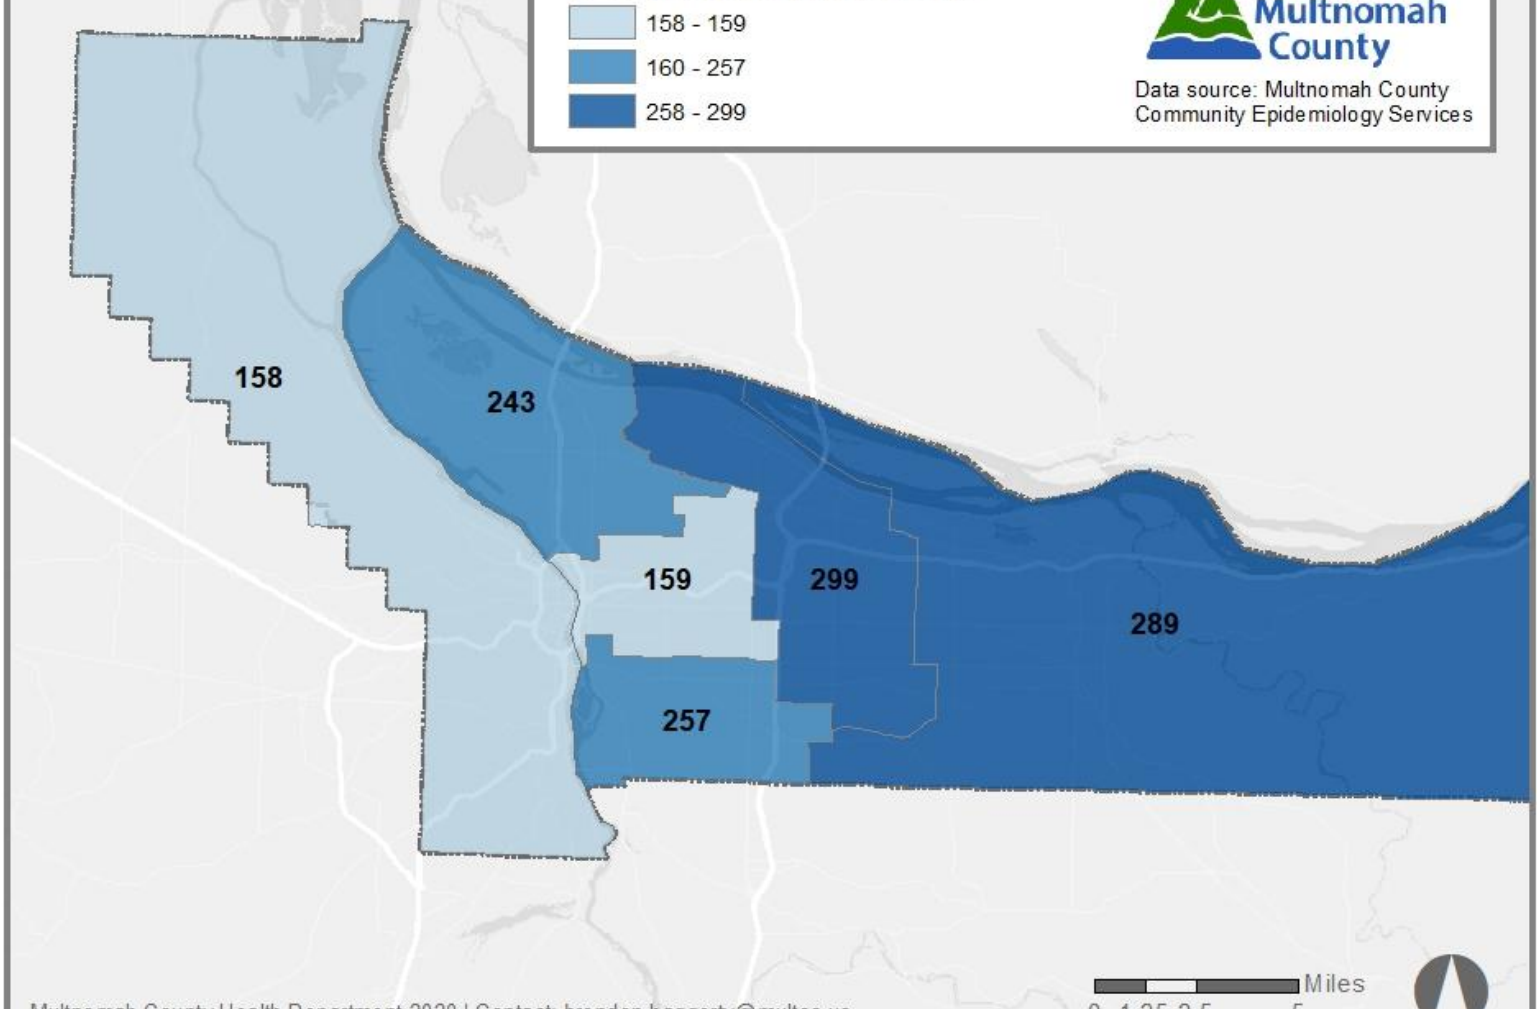 158 - 159
160 - 257
258 - 299
Multnomah
County
Data source: Multnomah County
Community Epidemiology Services
158
243
159
299
289
257
Miles